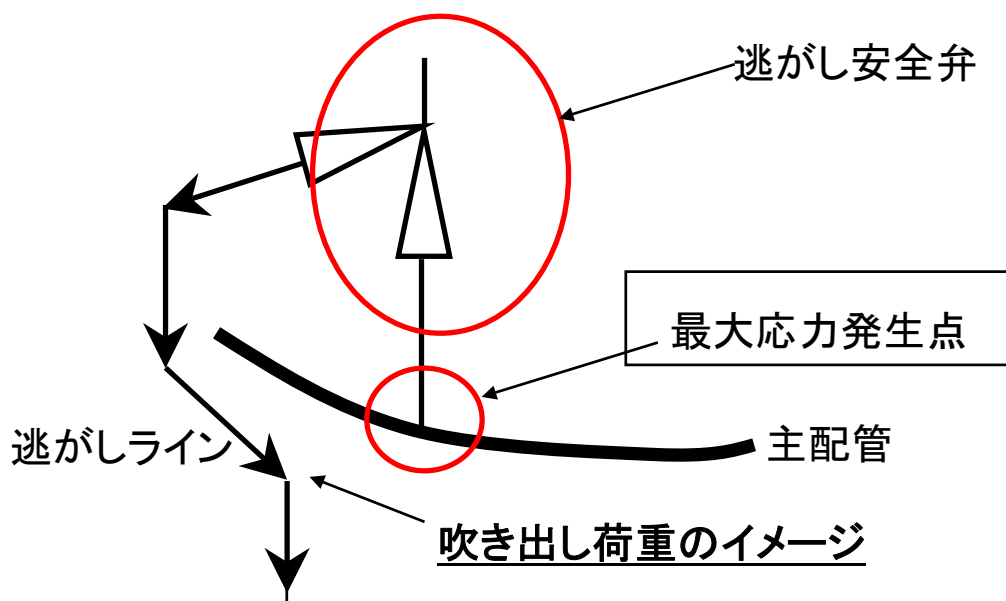 逃がし安全弁
最大応力発生点
逃がしライン
主配管
吹き出し荷重のイメージ